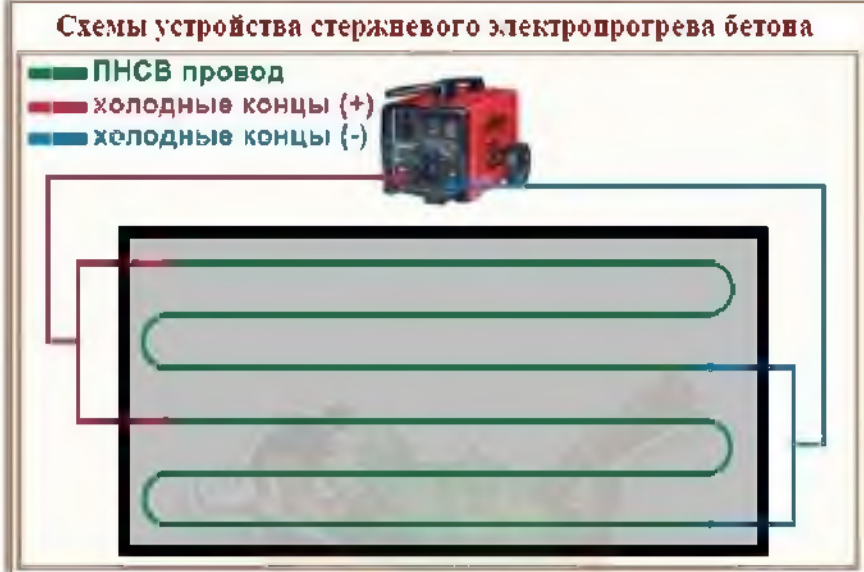 Схемы устройства стержневого электропрогрева бетона
ПНСВ провод
холодные концы (+)
холодные концы (-)